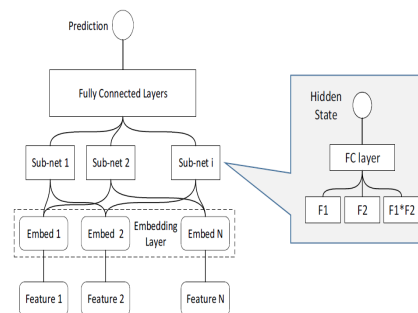 Prediction
Fully Connected Layers
Hidden
State
Sub-net 1
Sub-net 2
Sub-net i
FC layer
F1
F2
F1*F2
Embed 1
Embed 2
Embedding
Layer
Embed N
Feature 1
Feature 2
Feature N